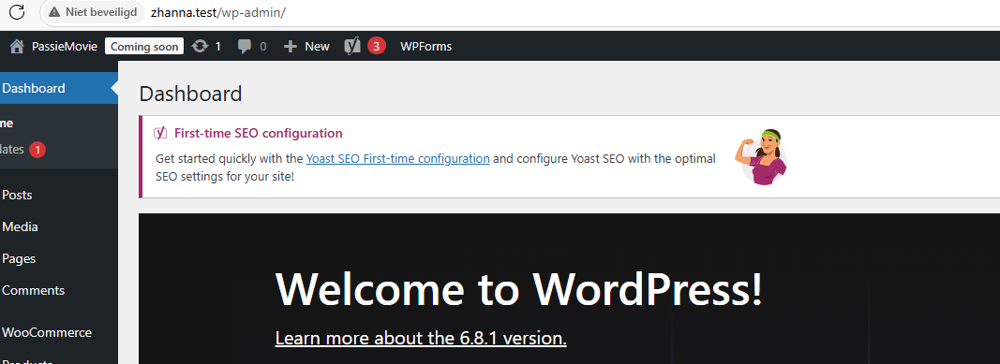 Niet beveiligd zhanna.test/wp-admin/
PassieMovie Coming soon 1 0 + New 3 WPForms
Dashboard
Dashboard
me
First-time SEO configuration
dates 1
Get started quickly with the Yoast SEO First-time configuration and configure Yoast SEO with the optimal
SEO settings for your site!
Posts
Media
Pages
Comments
WooCommerce
Products
Welcome to WordPress!
Learn more about the 6.8.1 version.